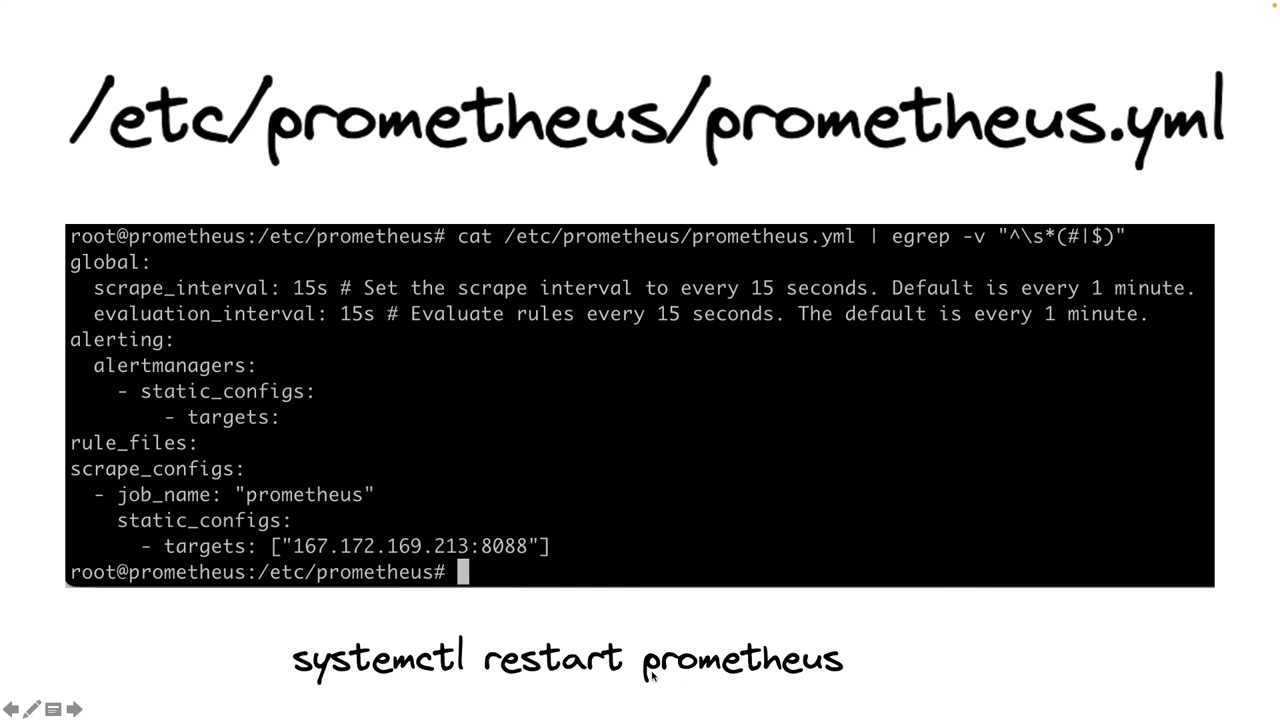 /etc/prometheus/prometheus.yml
root@prometheus:/etc/prometheus# cat /etc/prometheus/prometheus.yml | egrep -v "^\s*(#|$)"
global:
  scrape_interval: 15s # Set the scrape interval to every 15 seconds. Default is every 1 minute.
  evaluation_interval: 15s # Evaluate rules every 15 seconds. The default is every 1 minute.
alerting:
  alertmanagers:
    - static_configs:
        - targets:
rule_files:
scrape_configs:
  - job_name: "prometheus"
    static_configs:
      - targets: ["167.172.169.213:8088"]
root@prometheus:/etc/prometheus#
systemctl restart prometheus